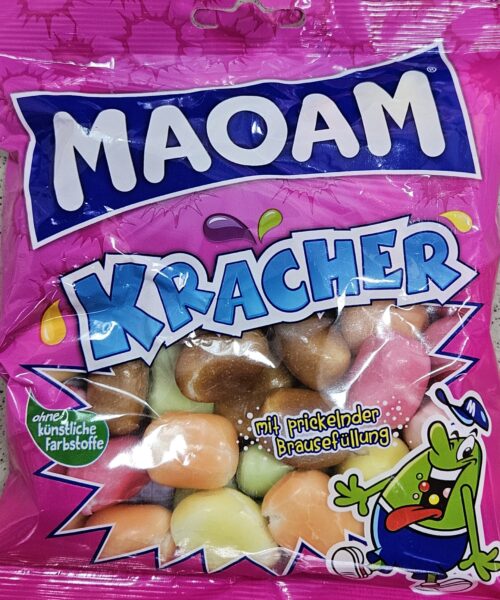 MAOAM®
KRACHER
ohne
künstliche
Farbstoffe
mit prickelnder
Brausefüllung